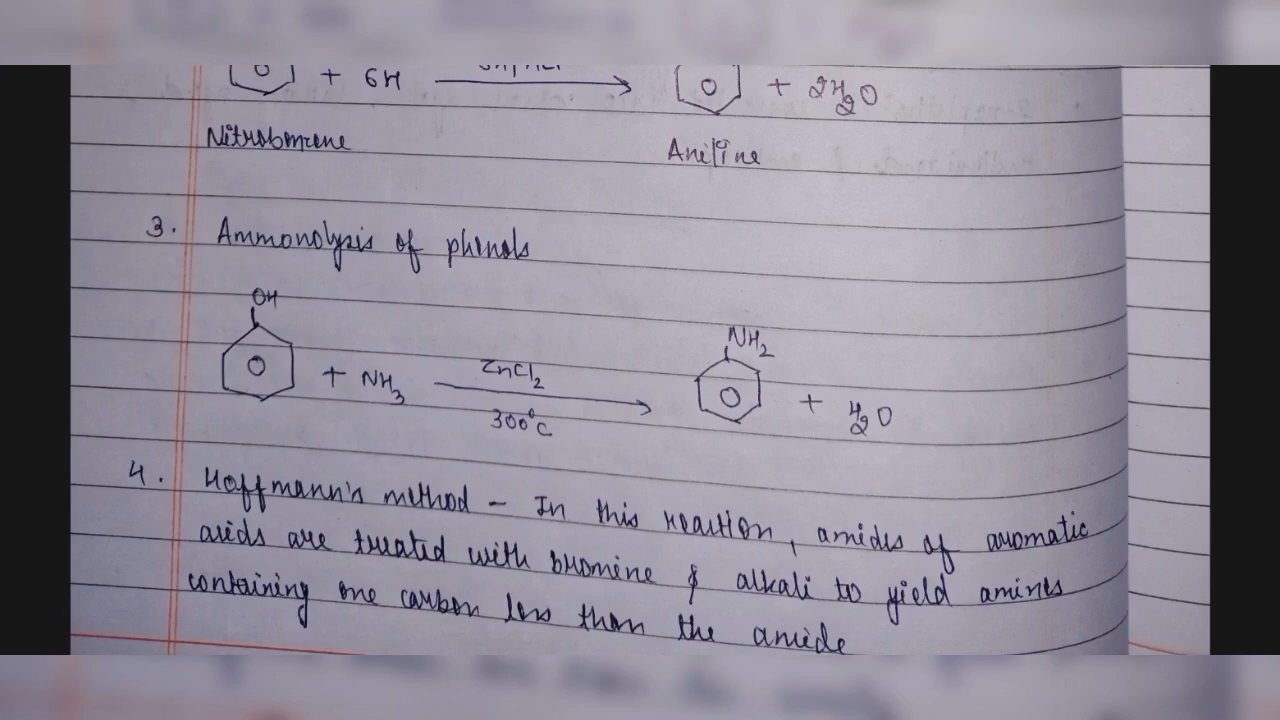 + 6H + 2H2O
Nitrobenzene Aniline
3. Ammonolysis of phenols
OH
NH2
+ NH3 ZnCl2 + H2O
300°C
4. Hoffmann's method - In this reaction, amides of aromatic
acids are treated with bromine & alkali to yield amines
containing one carbon less than the amide